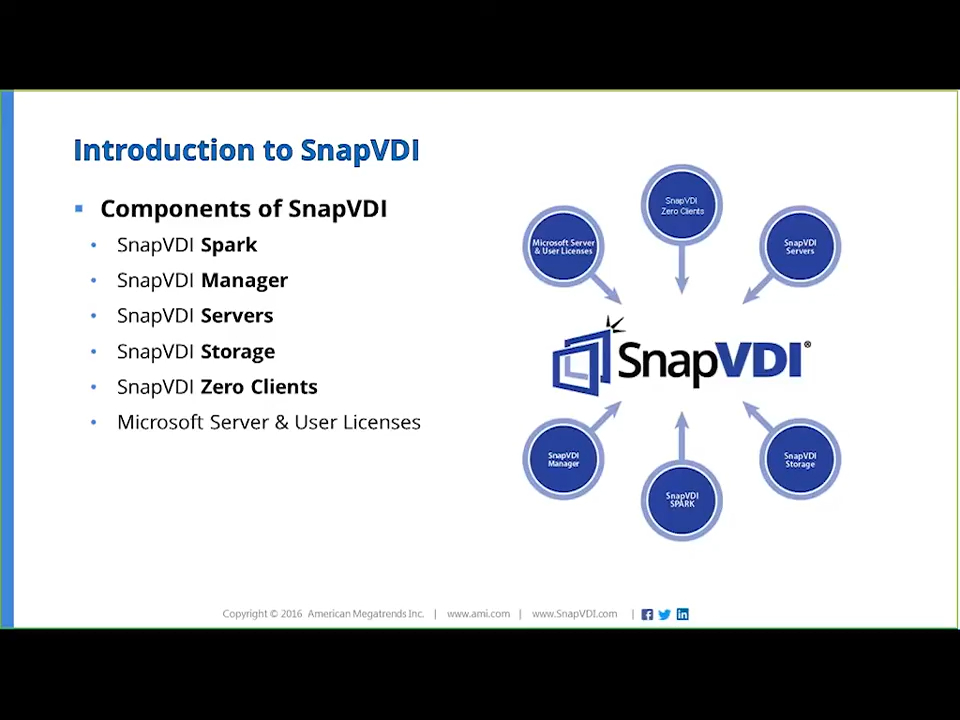 Introduction to SnapVDI
Components of SnapVDI
SnapVDI Spark
SnapVDI Manager
SnapVDI Servers
SnapVDI Storage
SnapVDI Zero Clients
Microsoft Server & User Licenses
SnapVDI
Zero Clients
Microsoft Server
& User Licenses
SnapVDI
Servers
SnapVDI®
SnapVDI
Manager
SnapVDI
SPARK
SnapVDI
Storage
Copyright © 2016 American Megatrends Inc. | www.ami.com | www.SnapVDI.com |